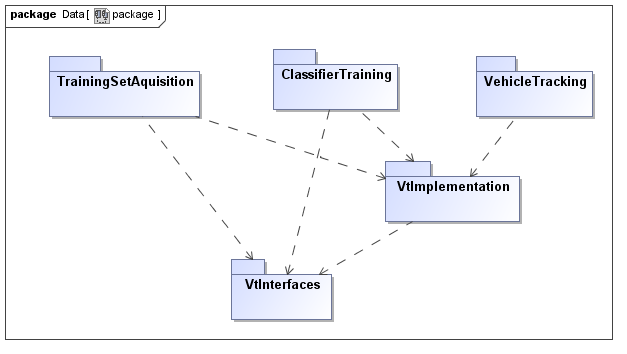 package Data[ package ]
TrainingSetAquisition
ClassifierTraining
VehicleTracking
VtImplementation
VtInterfaces